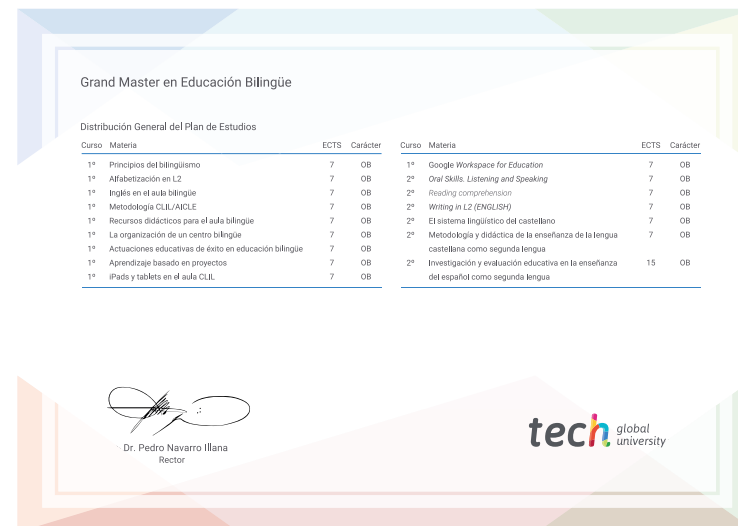 Grand Master en Educación Bilingüe
Distribución General del Plan de Estudios
Curso Materia ECTS Carácter
1º Principios del bilingüismo 7 OB
1º Alfabetización en L2 7 OB
1º Inglés en el aula bilingüe 7 OB
1º Metodología CLIL/AICLE 7 OB
1º Recursos didácticos para el aula bilingüe 7 OB
1º La organización de un centro bilingüe 7 OB
1º Actuaciones educativas de éxito en educación bilingüe 7 OB
1º Aprendizaje basado en proyectos 7 OB
1º iPads y tablets en el aula CLIL 7 OB
Curso Materia ECTS Carácter
1º Google Workspace for Education 7 OB
2º Oral Skills. Listening and Speaking 7 OB
2º Reading comprehension 7 OB
2º Writing in L2 (ENGLISH) 7 OB
2º El sistema lingüístico del castellano 7 OB
2º Metodología y didáctica de la enseñanza de la lengua 7 OB
castellana como segunda lengua
2º Investigación y evaluación educativa en la enseñanza 15 OB
del español como segunda lengua
Dr. Pedro Navarro Illana
Rector
tech global
university